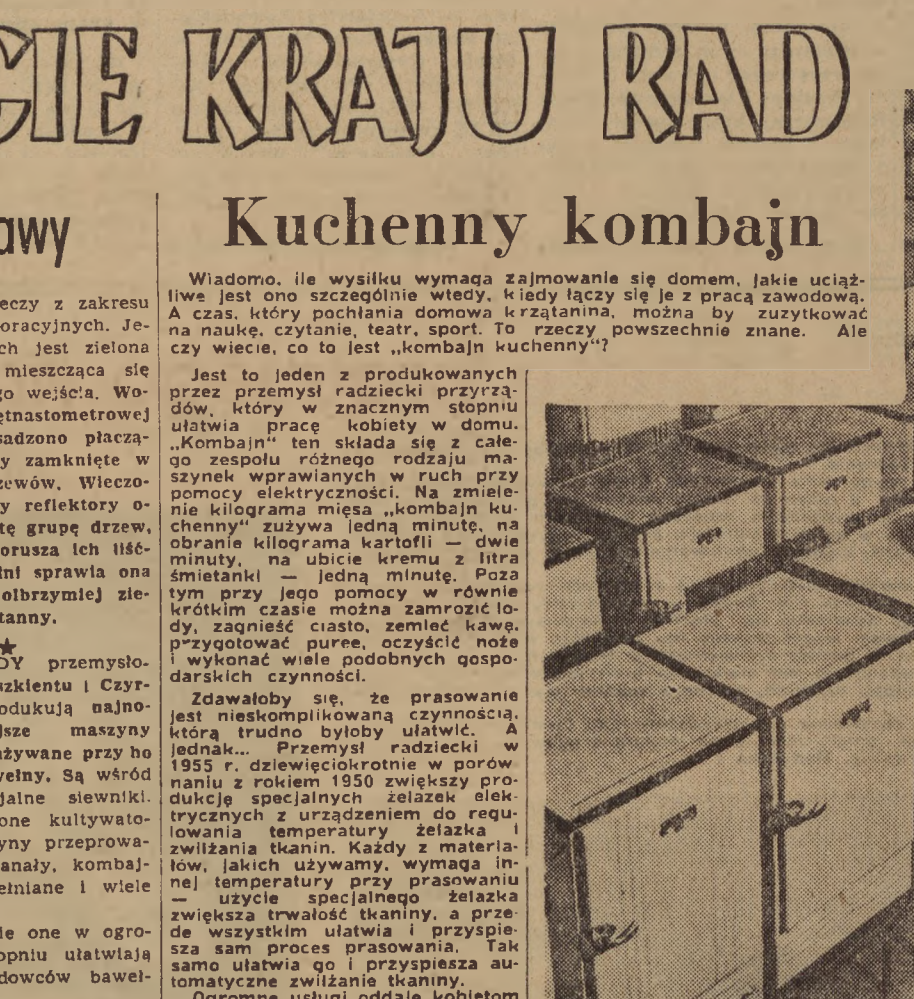 CIE KRAJU RAD
awy
eczy z zakresu
oracyjnych. Je-
ch jest zielona
mieszcząca się
go wejścia. Wo-
ętnastometrowej
sadzono płaczą-
y zamknięte w
zewów. Wieczo-
y reflektory o-
tę grupę drzew,
orusza ich liść-
lni sprawia ona
olbrzymiej zie-
tanny.
★
DY przemysło-
szkientu i Czyr-
odukują najno-
jsze maszyny
używane przy ho
wełny. Są wśród
jalne siewniki.
one kultywato-
yny przeprowa-
anały, kombaj-
ełniane i wiele
le one w ogro-
opniu ułatwiają
dowców baweł-
Kuchenny kombajn
Wiadomo, ile wysiłku wymaga zajmowanie się domem, jakie uciąż-
liwe jest ono szczególnie wtedy, kiedy łączy się je z pracą zawodową.
A czas, który pochłania domowa krzątanina, można by zużytkować
na naukę, czytanie, teatr, sport. To rzeczy powszechnie znane. Ale
czy wiecie, co to jest „kombajn kuchenny“?
Jest to jeden z produkowanych
przez przemysł radziecki przyrzą-
dów, który w znacznym stopniu
ułatwia pracę kobiety w domu.
„Kombajn“ ten składa się z całe-
go zespołu różnego rodzaju ma-
szynek wprawianych w ruch przy
pomocy elektryczności. Na zmiele-
nie kilograma mięsa „kombajn ku-
chenny“ zużywa jedną minutę, na
obranie kilograma kartofli — dwie
minuty, na ubicie kremu z litra
śmietanki — jedną minutę. Poza
tym przy jego pomocy w równie
krótkim czasie można zamrozić lo-
dy, zagnieść ciasto, zemleć kawę,
przygotować puree, oczyścić noże
i wykonać wiele podobnych gospo-
darskich czynności.
Zdawałoby się, że prasowanie
jest nieskomplikowaną czynnością,
którą trudno byłoby ułatwić. A
jednak... Przemysł radziecki w
1955 r. dziewięciokrotnie w porów
naniu z rokiem 1950 zwiększy pro-
dukcję specjalnych żelazek elek-
trycznych z urządzeniem do regu-
lowania temperatury żelazka i
zwilżania tkanin. Każdy z materia-
łów, jakich używamy, wymaga in-
nej temperatury przy prasowaniu
— użycie specjalnego żelazka
zwiększa trwałość tkaniny, a prze-
de wszystkim ułatwia i przyspie-
sza sam proces prasowania. Tak
samo ułatwia go i przyspiesza au-
tomatyczne zwilżanie tkaniny.
Ogromne usługi oddaje kobietom